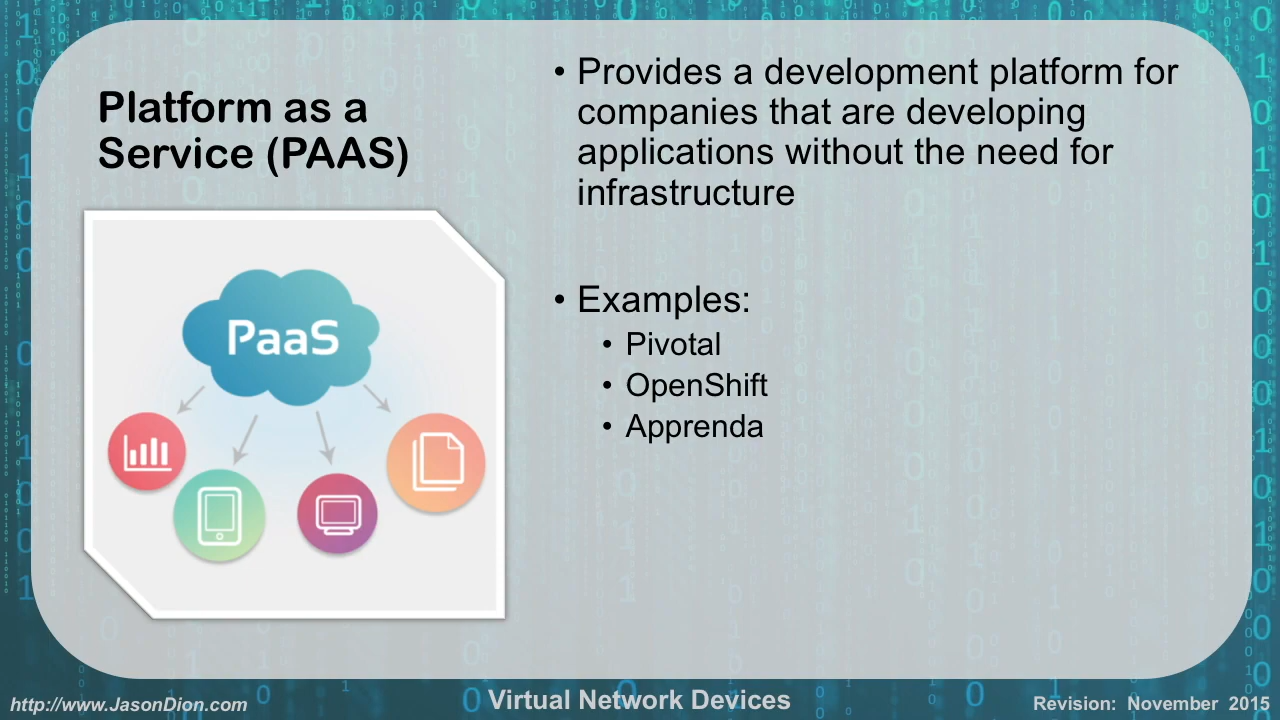 Platform as a
Service (PAAS)
PaaS
• Provides a development platform for
companies that are developing
applications without the need for
infrastructure
• Examples:
• Pivotal
• OpenShift
• Apprenda
http://www.JasonDion.com
Virtual Network Devices
Revision: November 2015